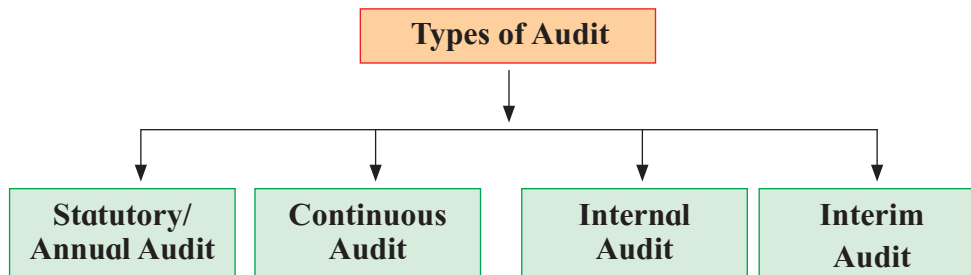 Types of Audit
Statutory/
Annual Audit
Continuous
Audit
Internal
Audit
Interim
Audit